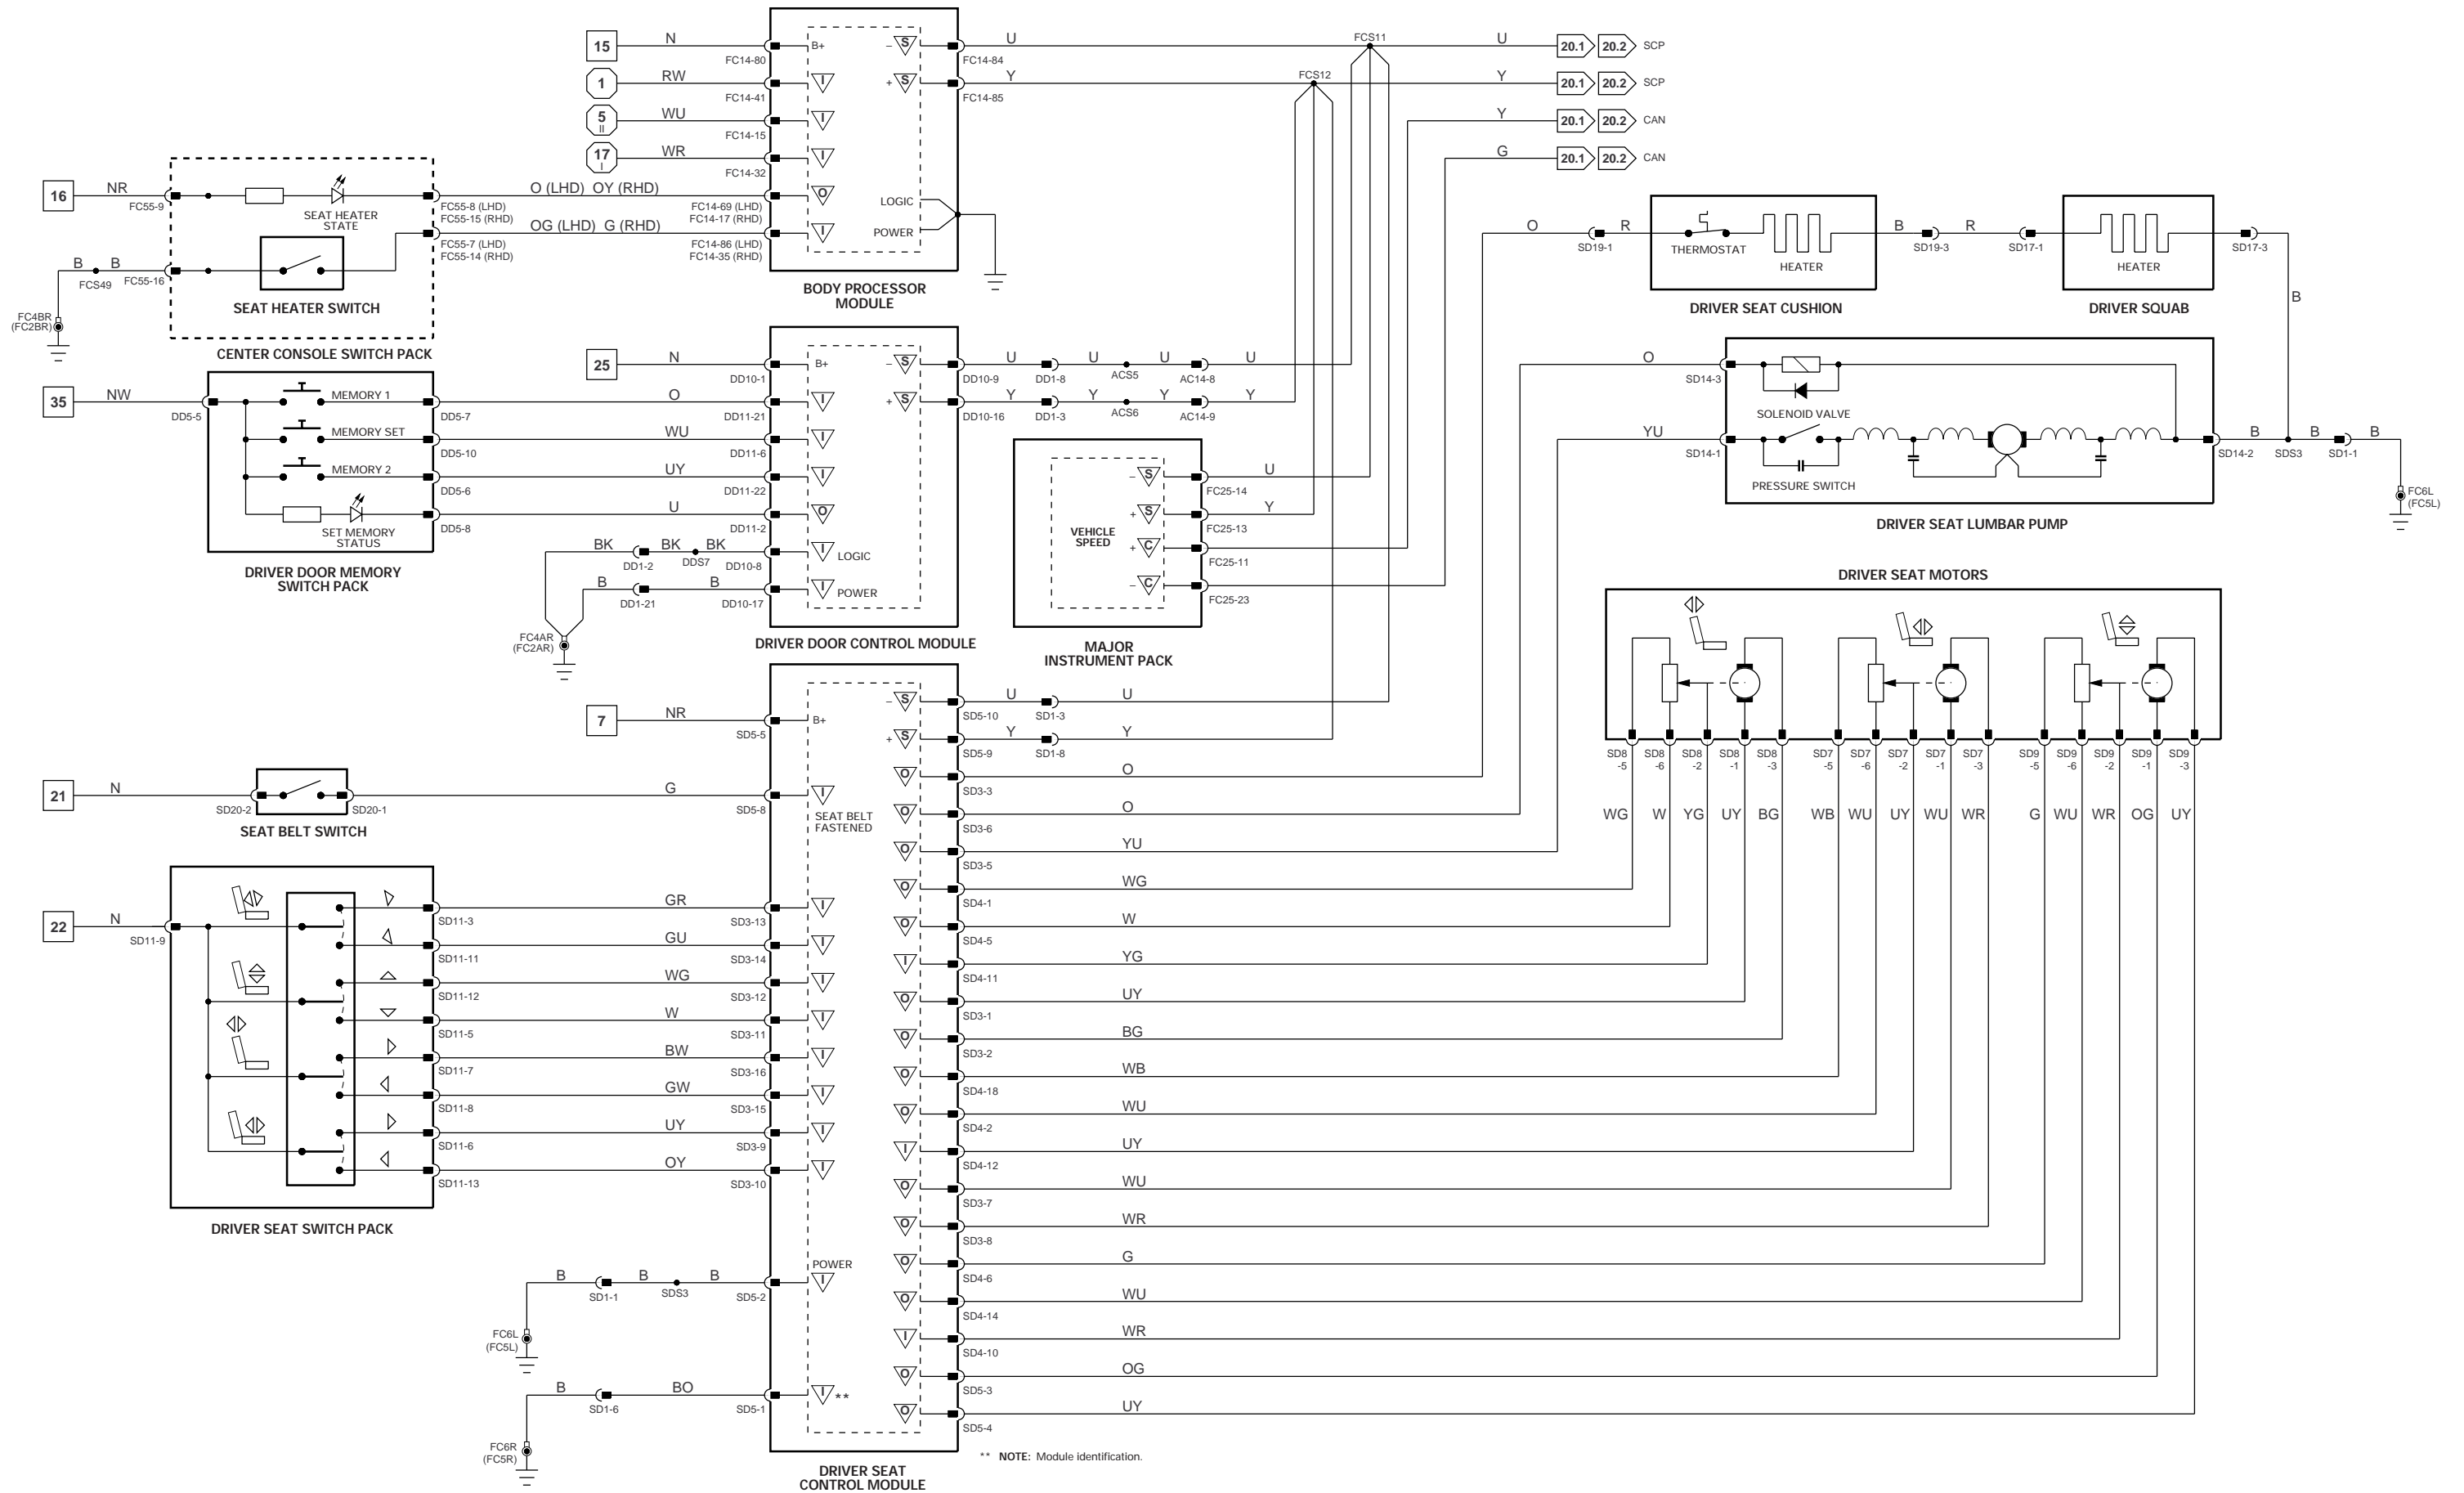 15 N FC14-80 B+ – S U FC14-84 FCS11 U 20.1 20.2 SCP
1 RW FC14-41 I + S Y FC14-85 FCS12 Y 20.1 20.2 SCP
5 II WU FC14-15 I Y 20.1 20.2 CAN
17 I WR FC14-32 I G 20.1 20.2 CAN
16 NR FC55-9 SEAT HEATER STATE
FC55-8 (LHD)
FC55-15 (RHD)
O (LHD) OY (RHD)
FC14-69 (LHD)
FC14-17 (RHD)
O
LOGIC
FC55-7 (LHD)
FC55-14 (RHD)
OG (LHD) G (RHD)
FC14-86 (LHD)
FC14-35 (RHD)
I
POWER
B FCS49 B FC55-16
FC4BR
(FC2BR)
SEAT HEATER SWITCH
CENTER CONSOLE SWITCH PACK
BODY PROCESSOR
MODULE
O SD19-1 R THERMOSTAT HEATER B SD19-3 R SD17-1 HEATER SD17-3 B
DRIVER SEAT CUSHION
DRIVER SQUAB
35 NW DD5-5
MEMORY 1 DD5-7 O DD11-21 I
MEMORY SET DD5-10 WU DD11-6 I
MEMORY 2 DD5-6 UY DD11-22 I
SET MEMORY
STATUS
DD5-8 U DD11-2 O
DRIVER DOOR MEMORY
SWITCH PACK
25 N DD10-1 B+
– S DD10-9 U DD1-8 U ACS5 U AC14-8 U
+ S DD10-16 Y DD1-3 Y ACS6 Y AC14-9 Y
BK DD1-2 BK DDS7 BK DD10-8 I LOGIC
B DD1-21 B DD10-17 I POWER
FC4AR
(FC2AR)
DRIVER DOOR CONTROL MODULE
VEHICLE
SPEED
– S FC25-14 U
+ S FC25-13 Y
+ C FC25-11
– C FC25-23
MAJOR
INSTRUMENT PACK
O SD14-3 SOLENOID VALVE
YU SD14-1 PRESSURE SWITCH
SD14-2 B SDS3 B SD1-1 B
FC6L
(FC5L)
DRIVER SEAT LUMBAR PUMP
DRIVER SEAT MOTORS
SD8 SD8 SD8 SD8 SD8 SD7 SD7 SD7 SD7 SD7 SD9 SD9 SD9 SD9 SD9
-5 -6 -2 -1 -3 -5 -6 -2 -1 -3 -5 -6 -2 -1 -3
WG W YG UY BG WB WU UY WU WR G WU WR OG UY
7 NR SD5-5 B+
21 N SD20-2 SD20-1 G SD5-8 I
SEAT BELT
FASTENED
SEAT BELT SWITCH
22 N SD11-9
SD11-3 GR SD3-13 I
SD11-11 GU SD3-14 I
SD11-12 WG SD3-12 I
SD11-5 W SD3-11 I
SD11-7 BW SD3-16 I
SD11-8 GW SD3-15 I
SD11-6 UY SD3-9 I
SD11-13 OY SD3-10 I
DRIVER SEAT SWITCH PACK
POWER
B SD1-1 B SDS3 B SD5-2 I
FC6L
(FC5L)
B SD1-6 BO SD5-1 I **
FC6R
(FC5R)
– S SD5-10 U SD1-3 U
+ S SD5-9 Y SD1-8 Y
O SD3-3 O
O SD3-6 O
O SD3-5 YU
O SD4-1 WG
O SD4-5 W
I SD4-11 YG
O SD3-1 UY
O SD3-2 BG
O SD4-18 WB
O SD4-2 WU
I SD4-12 UY
O SD3-7 WU
O SD3-8 WR
O SD4-6 G
O SD4-14 WU
I SD4-10 WR
O SD5-3 OG
O SD5-4 UY
** NOTE: Module identification.
DRIVER SEAT
CONTROL MODULE